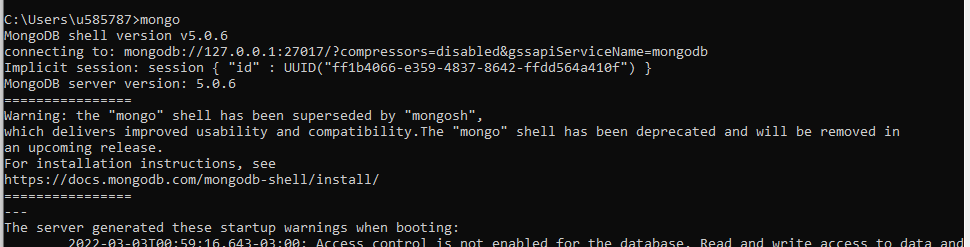 C:\Users\u585787>mongo
MongoDB shell version v5.0.6
connecting to: mongodb://127.0.0.1:27017/?compressors=disabled&gssapiServiceName=mongodb
Implicit session: session { "id" : UUID("ff1b4066-e359-4837-8642-ffdd564a410f") }
MongoDB server version: 5.0.6
================
Warning: the "mongo" shell has been superseded by "mongosh",
which delivers improved usability and compatibility.The "mongo" shell has been deprecated and will be removed in
an upcoming release.
For installation instructions, see
https://docs.mongodb.com/mongodb-shell/install/
================
---
The server generated these startup warnings when booting:
2022-03-03T00:59:16.643-03:00: Access control is not enabled for the database. Read and write access to data and